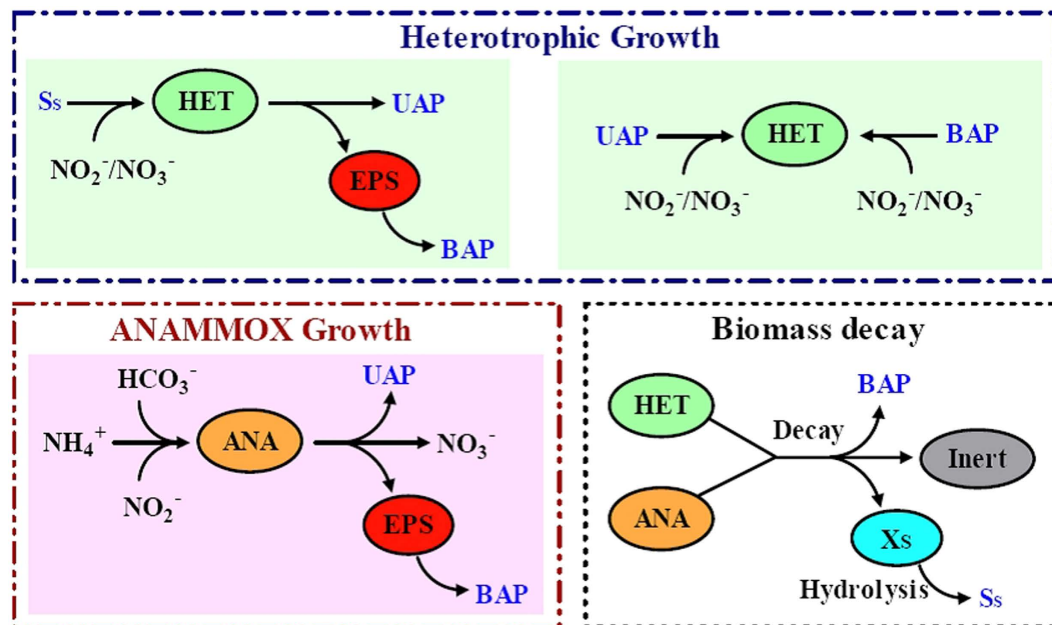 Heterotrophic Growth
Ss
HET
UAP
NO₂⁻/NO₃⁻
EPS
BAP
UAP
HET
BAP
NO₂⁻/NO₃⁻
NO₂⁻/NO₃⁻
ANAMMOX Growth
HCO₃⁻
UAP
NH₄⁺
ANA
NO₃⁻
NO₂⁻
EPS
BAP
Biomass decay
HET
BAP
Decay
Inert
ANA
Xs
Hydrolysis
Ss